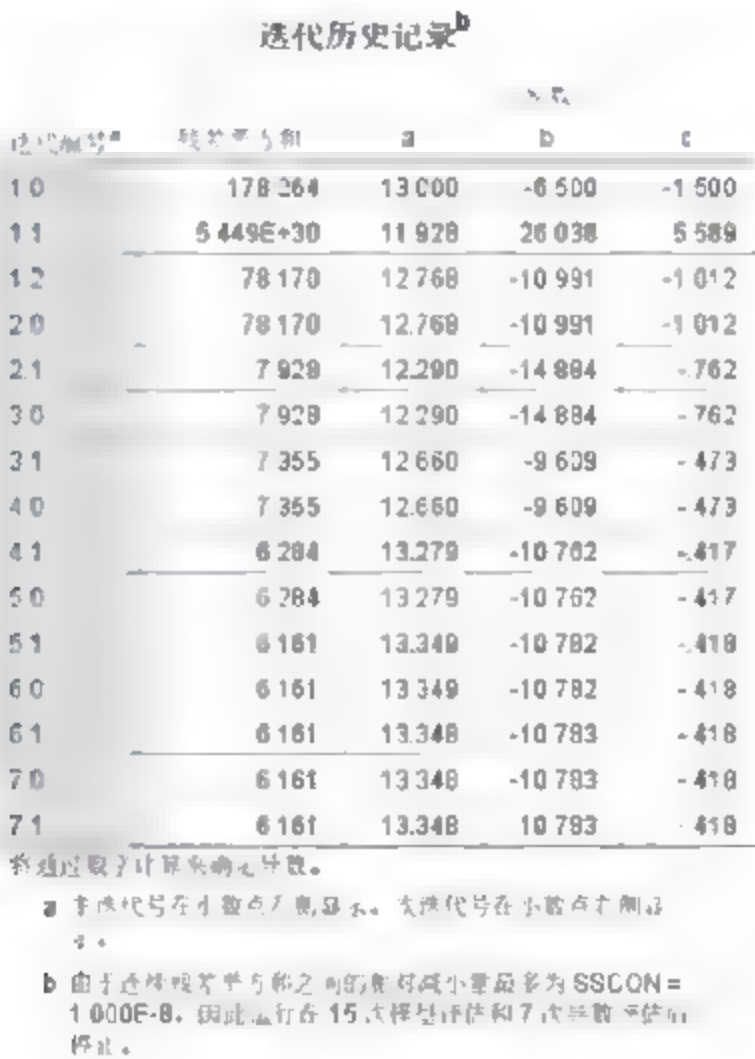 迭代历史记录b
参数
迭代编号a 残差平方和 a b c
1 0 178 264 13 000 -6 500 -1 500
1 1 5 449E+30 11 928 26 038 5 589
1 2 78 170 12 768 -10 991 -1 012
2 0 78 170 12.768 -10 991 -1 012
2.1 7 928 12.290 -14 884 -.762
3 0 7 928 12 290 -14 884 - 762
3 1 7 355 12 660 -9 609 - 473
4 0 7 355 12.660 -9 609 - 473
4 1 6 284 13.279 -10 762 -.417
5 0 6 284 13 279 -10 762 - 417
5 1 6 161 13.349 -10 782 -.418
6 0 6 161 13 349 -10 782 - 418
6 1 6 161 13.348 -10 783 - 418
7 0 6 161 13 348 -10 783 - 418
7 1 6 161 13.348 10 783 418
将通过数字计算来确定导数。
a 主迭代号在小数点左侧显示。次迭代号在小数点右侧显
示。
b 由于连续残差平方和之间的相对减小量最多为 SSCON =
1 000E-8，因此运行在 15 次模型评估和 7 次导数评估后
停止。